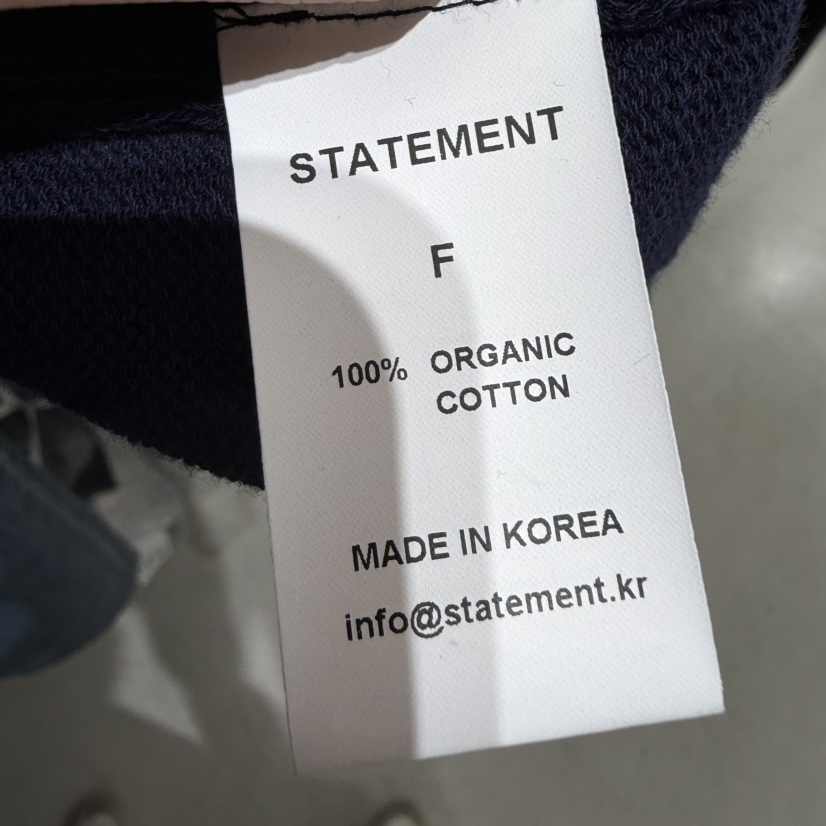 STATEMENT
F
100% ORGANIC
COTTON
MADE IN KOREA
info@statement.kr